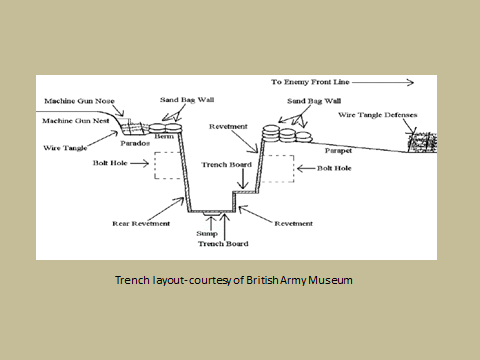 To Enemy Front Line
Machine Gun Nose
Sand Bag Wall
Sand Bag Wall
Machine Gun Nest
Wire Tangle Defenses
Revetment
Berm
Parados
Wire Tangle
Parapet
Bolt Hole
Trench Board
Bolt Hole
Rear Revetment
Revetment
Sump
Trench Board
Trench layout-courtesy of British Army Museum